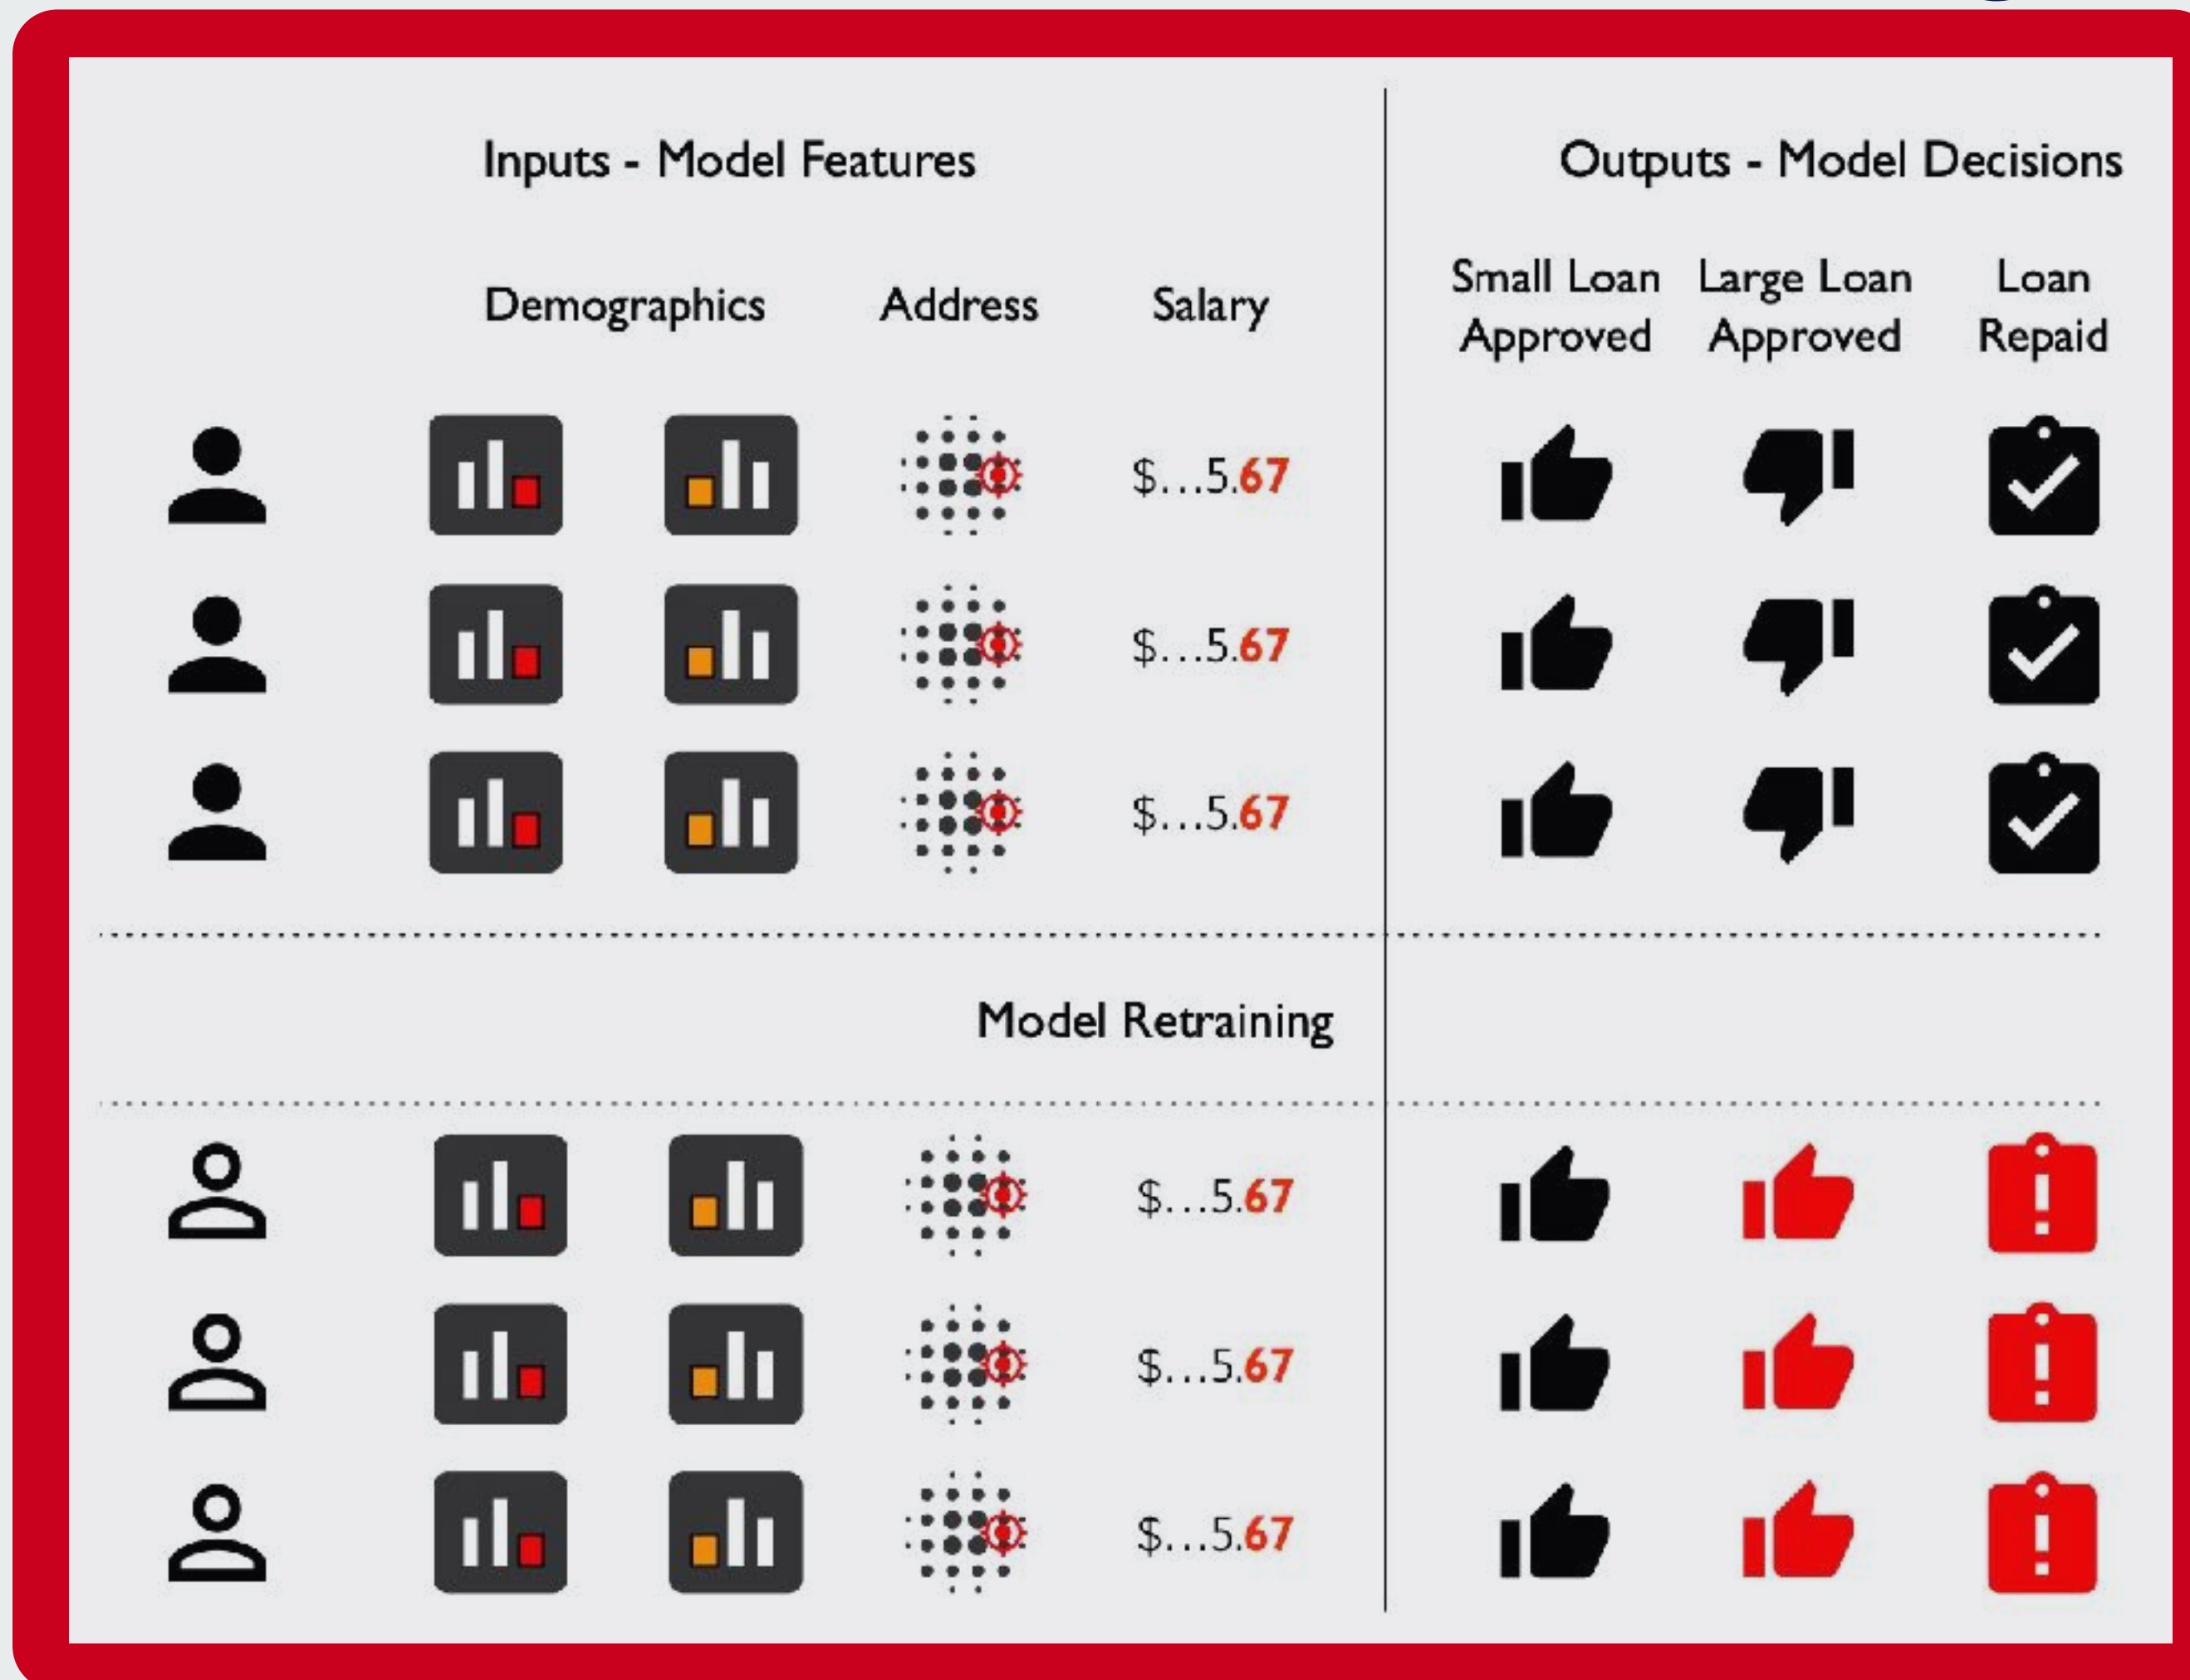 Inputs - Model Features
Outputs - Model Decisions
Demographics
Address
Salary
Small Loan Approved
Large Loan Approved
Loan Repaid
$...5.67
$...5.67
$...5.67
Model Retraining
$...5.67
$...5.67
$...5.67